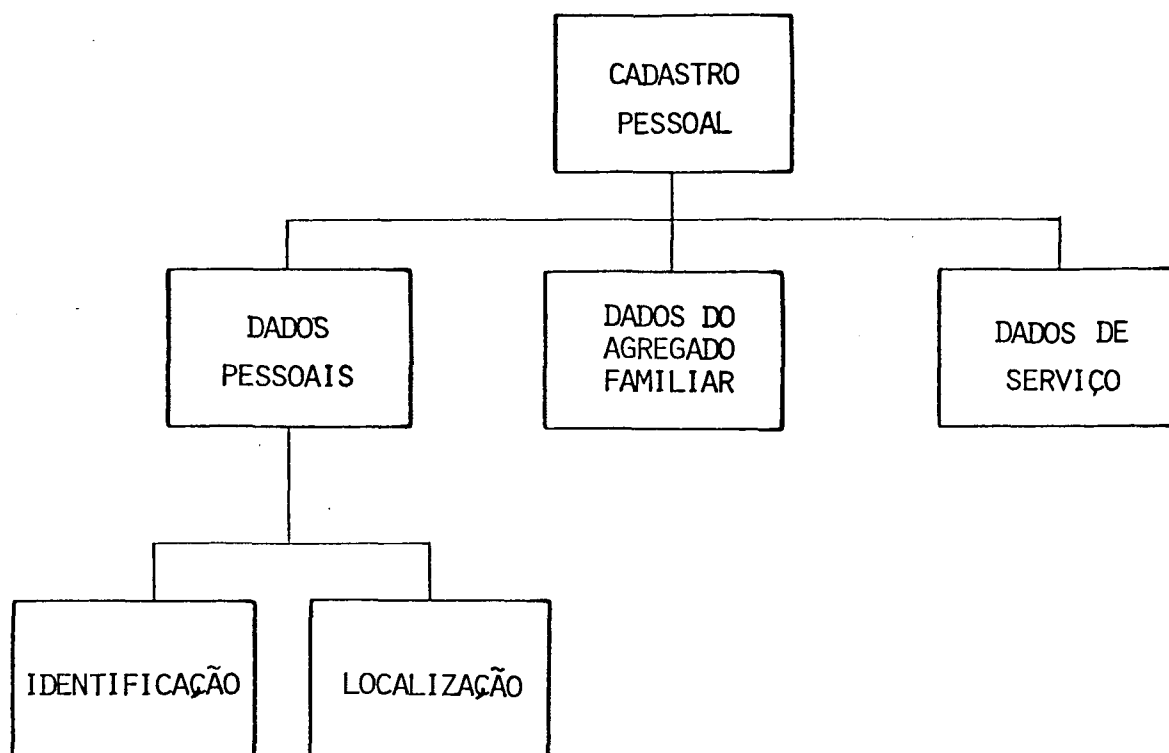 CADASTRO
PESSOAL
DADOS
PESSOAIS
DADOS DO
AGREGADO
FAMILIAR
DADOS DE
SERVIÇO
IDENTIFICAÇÃO
LOCALIZAÇÃO